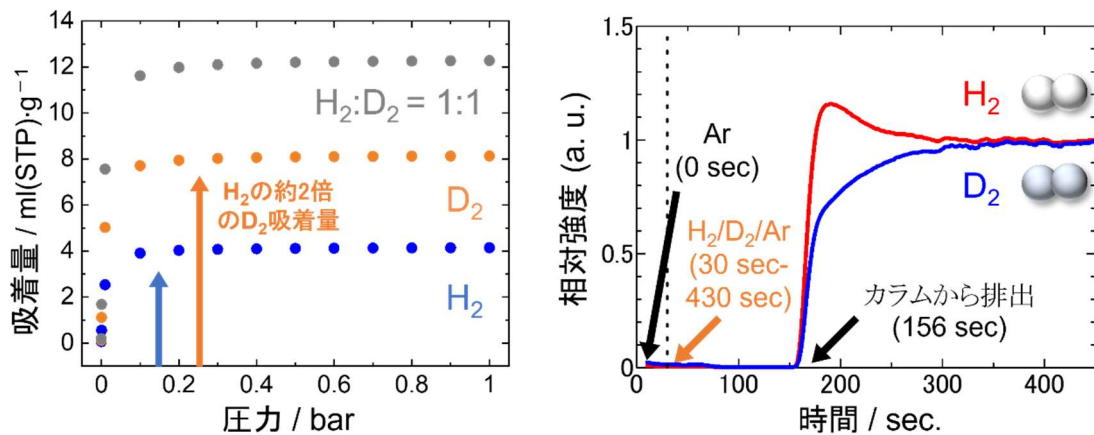 吸着量 / ml(STP)·g⁻¹
14
12
10
8
6
4
2
0
H₂:D₂ = 1:1
H₂の約2倍
のD₂吸着量
D₂
H₂
0
0.2
0.4
0.6
0.8
1
圧力 / bar
相対強度 (a. u.)
1.5
1
0.5
0
Ar
(0 sec)
H₂
D₂
H₂/D₂/Ar
(30 sec-
430 sec)
カラムから排出
(156 sec)
100
200
300
400
時間 / sec.